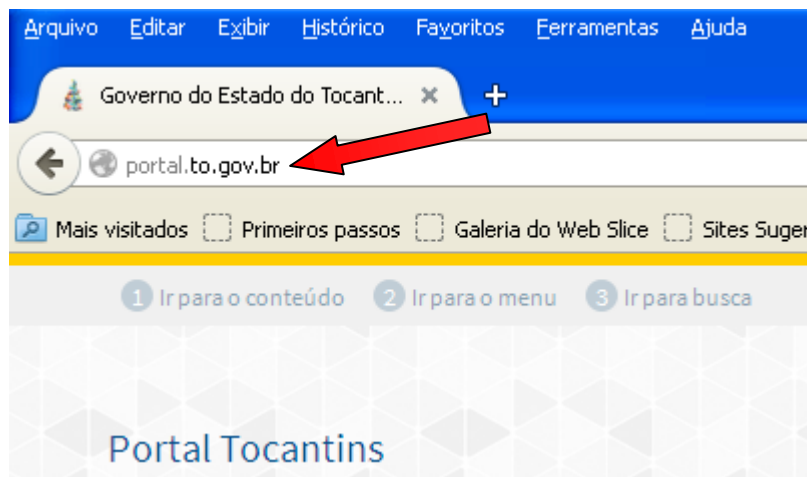 Arquivo Editar Exibir Histórico Favoritos Ferramentas Ajuda
Governo do Estado do Tocant...
portal.to.gov.br
Mais visitados Primeiros passos Galeria do Web Slice Sites Suger
1 Ir para o conteúdo 2 Ir para o menu 3 Ir para busca
Portal Tocantins